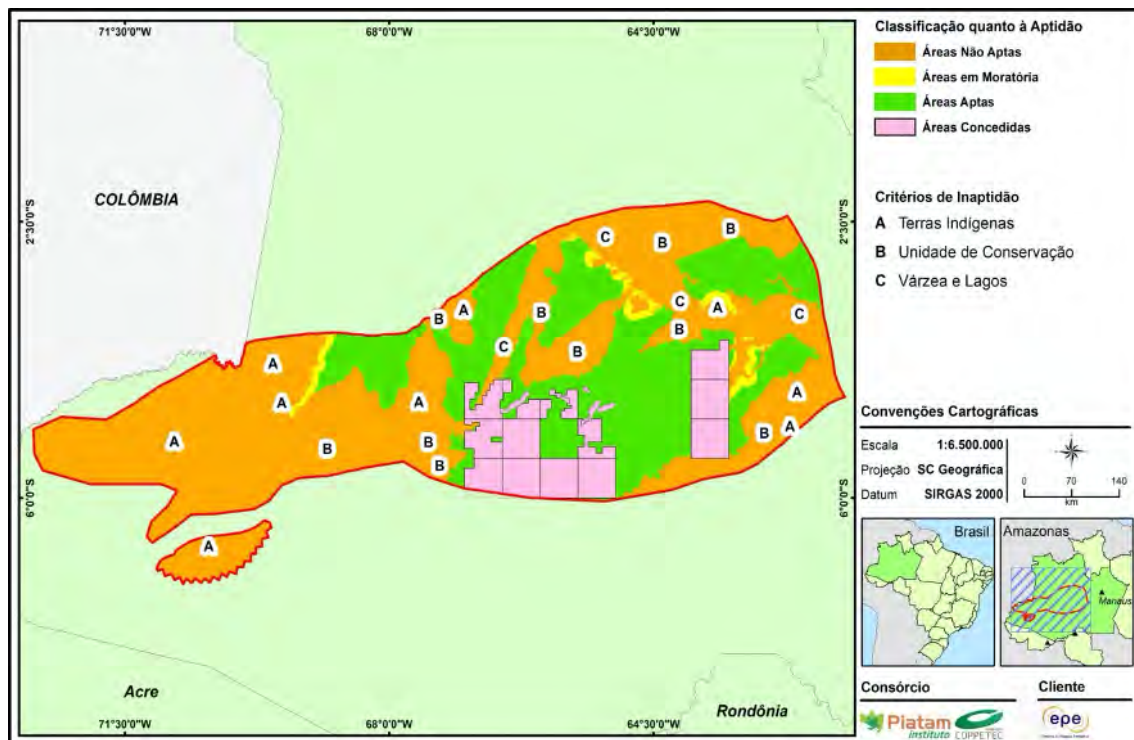 71°30'0"W
68°0'0"W
64°30'0"W
2°30'0"S
6°0'0"S
COLÔMBIA
C
B
B
A
B
B
C
A
C
B
A
C
B
A
A
A
A
A
B
B
B
B
A
A
Acre
Rondônia
2°30'0"S
6°0'0"S
71°30'0"W
68°0'0"W
64°30'0"W
Classificação quanto à Aptidão
Áreas Não Aptas
Áreas em Moratória
Áreas Aptas
Áreas Concedidas
Critérios de Inaptidão
A Terras Indígenas
B Unidade de Conservação
C Várzea e Lagos
Convenções Cartográficas
Escala 1:6.500.000
Projeção SC Geográfica
Datum SIRGAS 2000
0 70 140
km
Brasil
Amazonas
Manaus
Consórcio
Cliente
Piatam
instituto
COPPETEC
epe